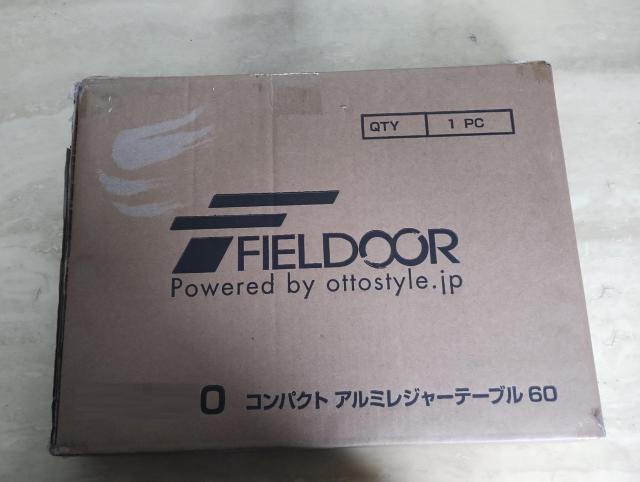 QTY 1 PC
FIELDOOR
Powered by ottostyle.jp
0 コンパクト アルミレジャーテーブル 60